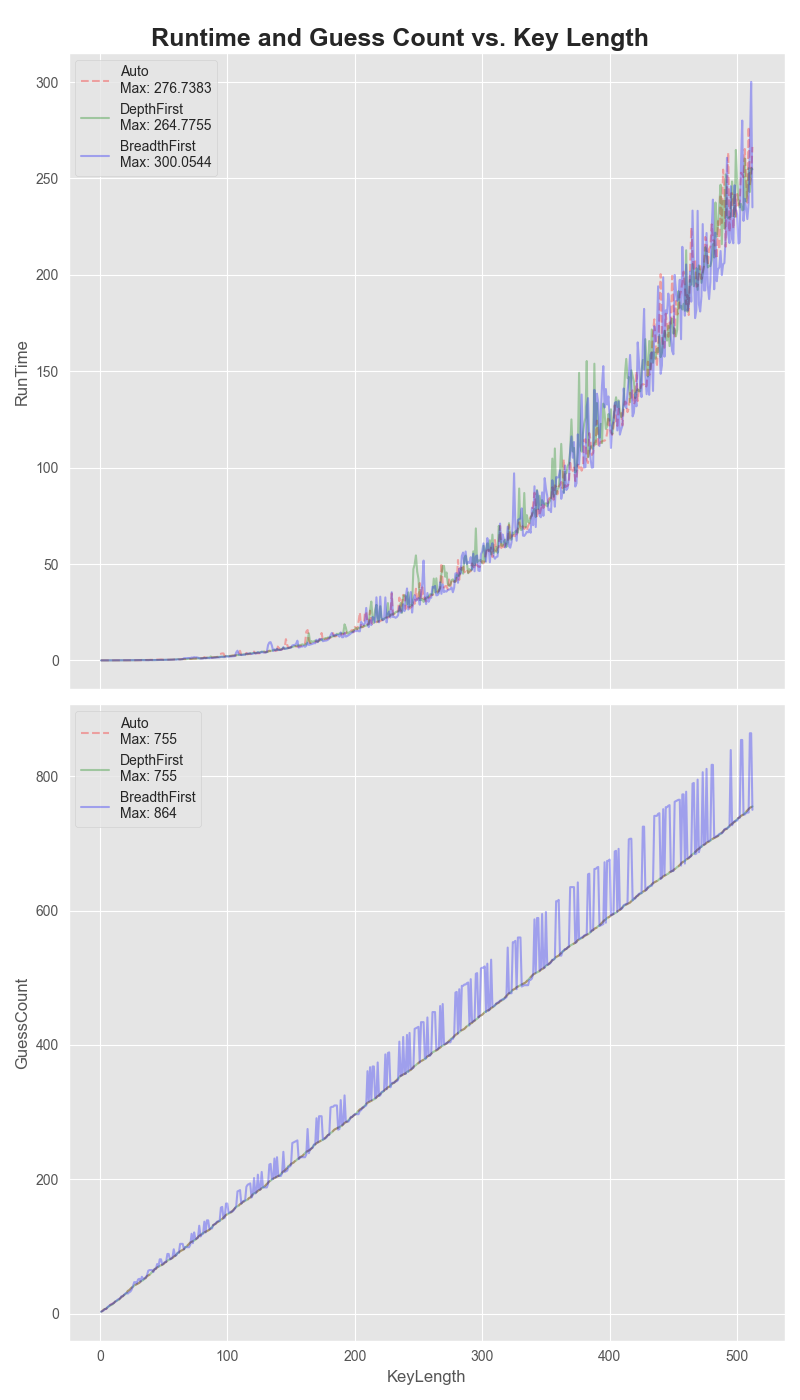 Runtime and Guess Count vs. Key Length
Auto
Max: 276.7383
DepthFirst
Max: 264.7755
BreadthFirst
Max: 300.0544
300
250
200
150
100
50
0
RunTime
Auto
Max: 755
DepthFirst
Max: 755
BreadthFirst
Max: 864
800
600
400
200
0
GuessCount
0 100 200 300 400 500
KeyLength